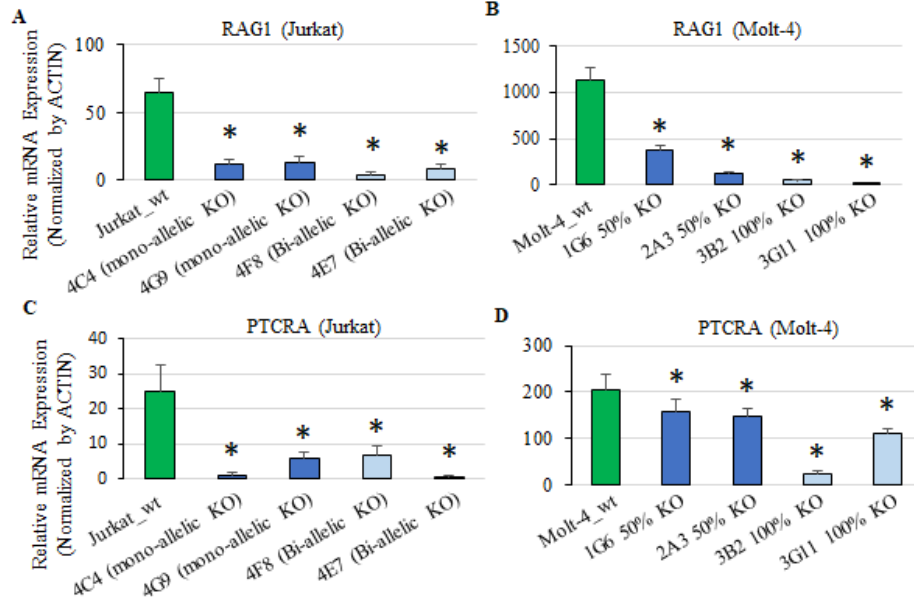 A
RAG1 (Jurkat)
Relative mRNA Expression
(Normalized by ACTIN)
100
50
0
*
*
*
*
Jurkat_wt
4C4 (mono-allelic KO)
4G9 (mono-allelic KO)
4F8 (Bi-allelic KO)
4E7 (Bi-allelic KO)
B
RAG1 (Molt-4)
1500
1000
500
0
*
*
*
*
Molt-4_wt
1G6 50% KO
2A3 50% KO
3B2 100% KO
3G11 100% KO
C
PTCRA (Jurkat)
Relative mRNA Expression
(Normalized by ACTIN)
40
30
20
10
0
*
*
*
*
Jurkat_wt
4C4 (mono-allelic KO)
4G9 (mono-allelic KO)
4F8 (Bi-allelic KO)
4E7 (Bi-allelic KO)
D
PTCRA (Molt-4)
300
200
100
0
*
*
*
*
Molt-4_wt
1G6 50% KO
2A3 50% KO
3B2 100% KO
3G11 100% KO